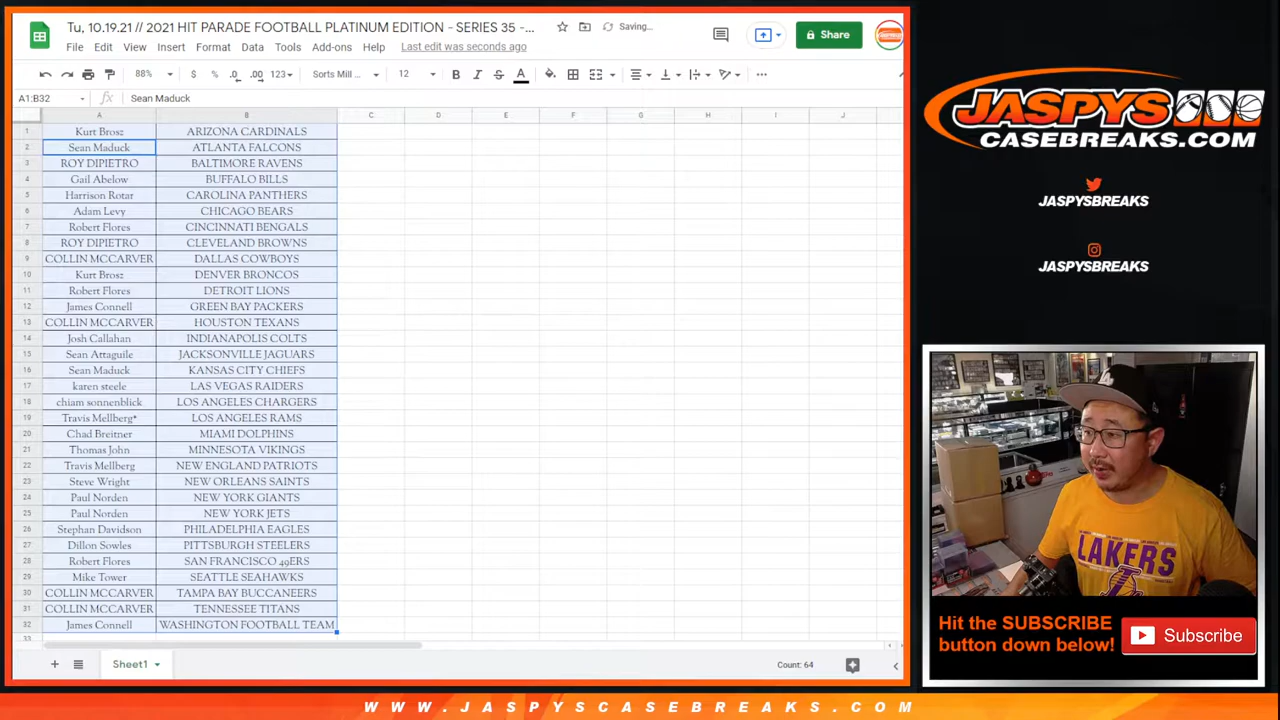 Tu, 10.19.21 // 2021 HIT PARADE FOOTBALL PLATINUM EDITION - SERIES 35 -...
Saving...
Share
File Edit View Insert Format Data Tools Add-ons Help Last edit was seconds ago
88% $ % .0 .00 123 Sorts Mill ... 12 B I S A
A1:B32 fx Sean Maduck
A B C D E F G H I J
1 Kurt Brosz ARIZONA CARDINALS
2 Sean Maduck ATLANTA FALCONS
3 ROY DIPIETRO BALTIMORE RAVENS
4 Gail Abelow BUFFALO BILLS
5 Harrison Rotar CAROLINA PANTHERS
6 Adam Levy CHICAGO BEARS
7 Robert Flores CINCINNATI BENGALS
8 ROY DIPIETRO CLEVELAND BROWNS
9 COLLIN MCCARVER DALLAS COWBOYS
10 Kurt Brosz DENVER BRONCOS
11 Robert Flores DETROIT LIONS
12 James Connell GREEN BAY PACKERS
13 COLLIN MCCARVER HOUSTON TEXANS
14 Josh Callahan INDIANAPOLIS COLTS
15 Sean Attaguile JACKSONVILLE JAGUARS
16 Sean Maduck KANSAS CITY CHIEFS
17 karen steele LAS VEGAS RAIDERS
18 chiam sonnenblick LOS ANGELES CHARGERS
19 Travis Mellberg* LOS ANGELES RAMS
20 Chad Breitner MIAMI DOLPHINS
21 Thomas John MINNESOTA VIKINGS
22 Travis Mellberg NEW ENGLAND PATRIOTS
23 Steve Wright NEW ORLEANS SAINTS
24 Paul Norden NEW YORK GIANTS
25 Paul Norden NEW YORK JETS
26 Stephan Davidson PHILADELPHIA EAGLES
27 Dillon Sowles PITTSBURGH STEELERS
28 Robert Flores SAN FRANCISCO 49ERS
29 Mike Tower SEATTLE SEAHAWKS
30 COLLIN MCCARVER TAMPA BAY BUCCANEERS
31 COLLIN MCCARVER TENNESSEE TITANS
32 James Connell WASHINGTON FOOTBALL TEAM
33
Sheet1
Count: 64
JASPYS
CASEBREAKS.COM
JASPYSBREAKS
JASPYSBREAKS
LAKERS
Hit the SUBSCRIBE
button down below!
Subscribe
WWW.JASPYSCASEBREAKS.COM